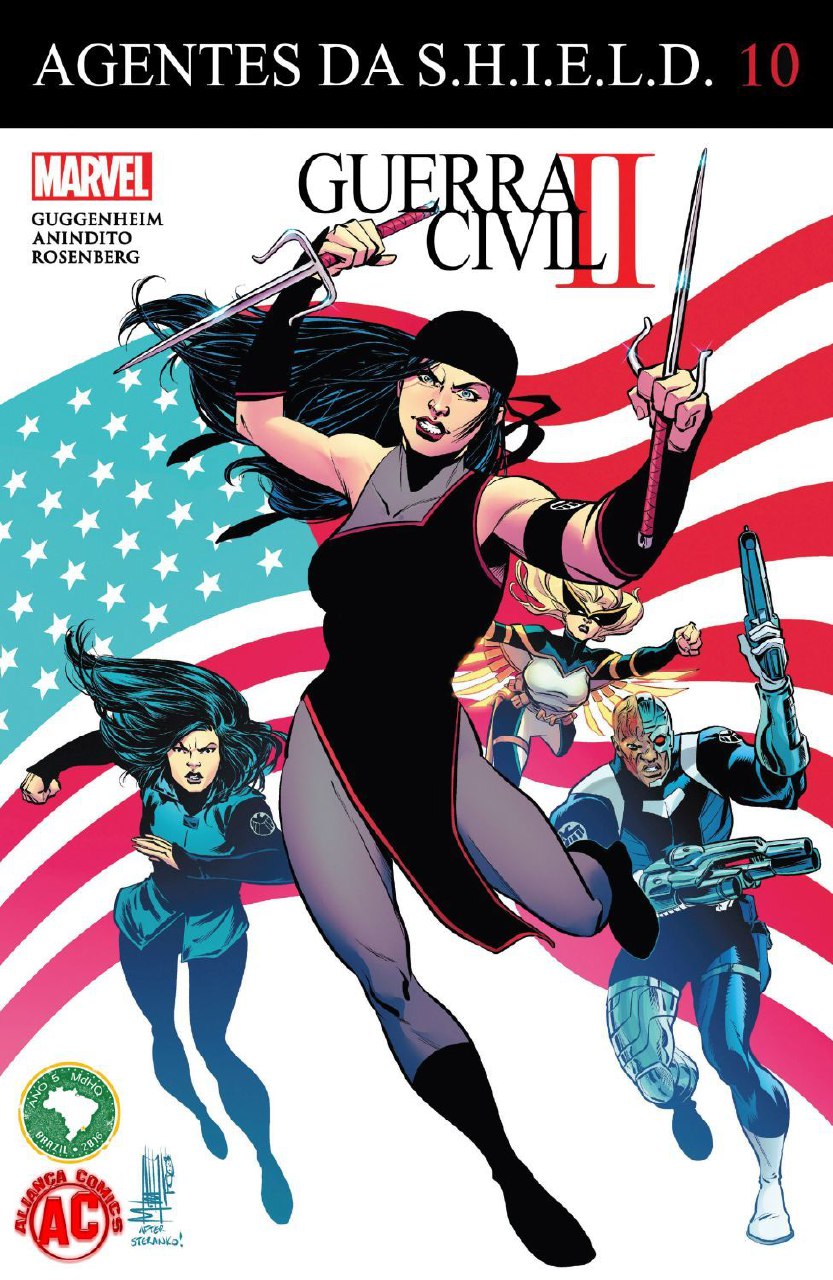 AGENTES DA S.H.I.E.L.D. 10
MARVEL
GUGGENHEIM
ANINDITO
ROSENBERG
GUERRA
CIVIL II
ANO 5 MdHQ
BRAZIL • 2016
ALIANÇA COMICS
AC
AFTER
STERANKO!